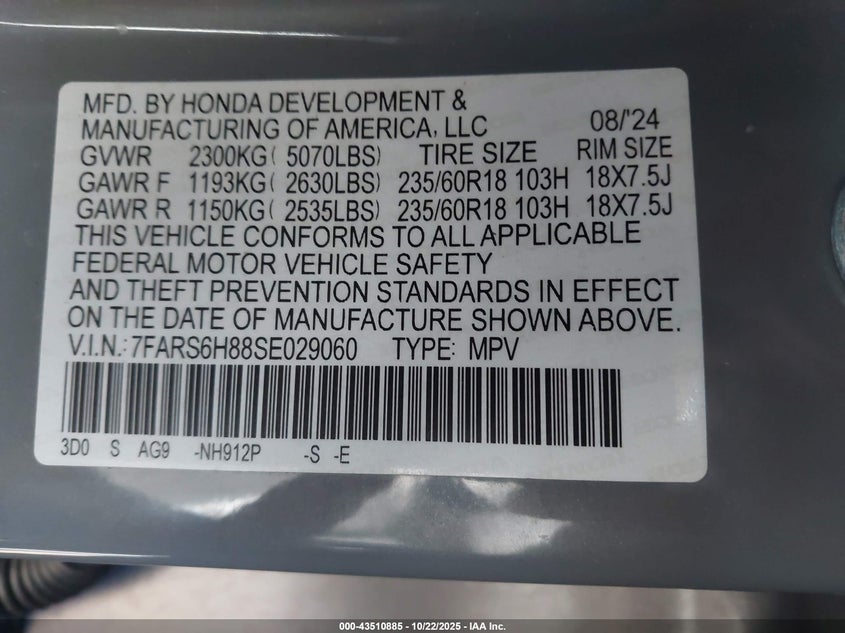 MFD. BY HONDA DEVELOPMENT &
MANUFACTURING OF AMERICA, LLC 08/'24
GVWR 2300KG( 5070LBS) TIRE SIZE RIM SIZE
GAWR F 1193KG( 2630LBS) 235/60R18 103H 18X7.5J
GAWR R 1150KG( 2535LBS) 235/60R18 103H 18X7.5J
THIS VEHICLE CONFORMS TO ALL APPLICABLE
FEDERAL MOTOR VEHICLE SAFETY
AND THEFT PREVENTION STANDARDS IN EFFECT
ON THE DATE OF MANUFACTURE SHOWN ABOVE.
V.I.N.: 7FARS6H88SE029060 TYPE: MPV
3D0 S AG9 -NH912P -S -E
000-43510885 - 10/22/2025 - IAA Inc.